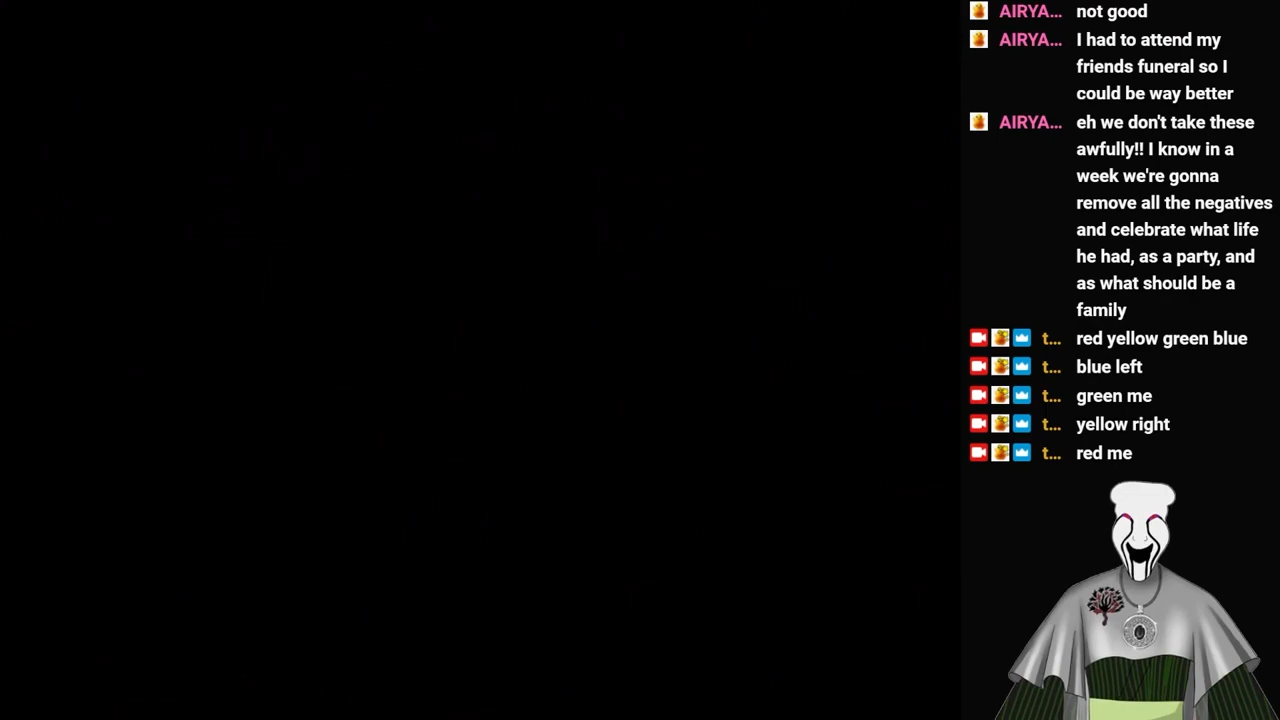 AIRYA... not good
AIRYA... I had to attend my
friends funeral so I
could be way better
AIRYA... eh we don't take these
awfully!! I know in a
week we're gonna
remove all the negatives
and celebrate what life
he had, as a party, and
as what should be a
family
t... red yellow green blue
t... blue left
t... green me
t... yellow right
t... red me